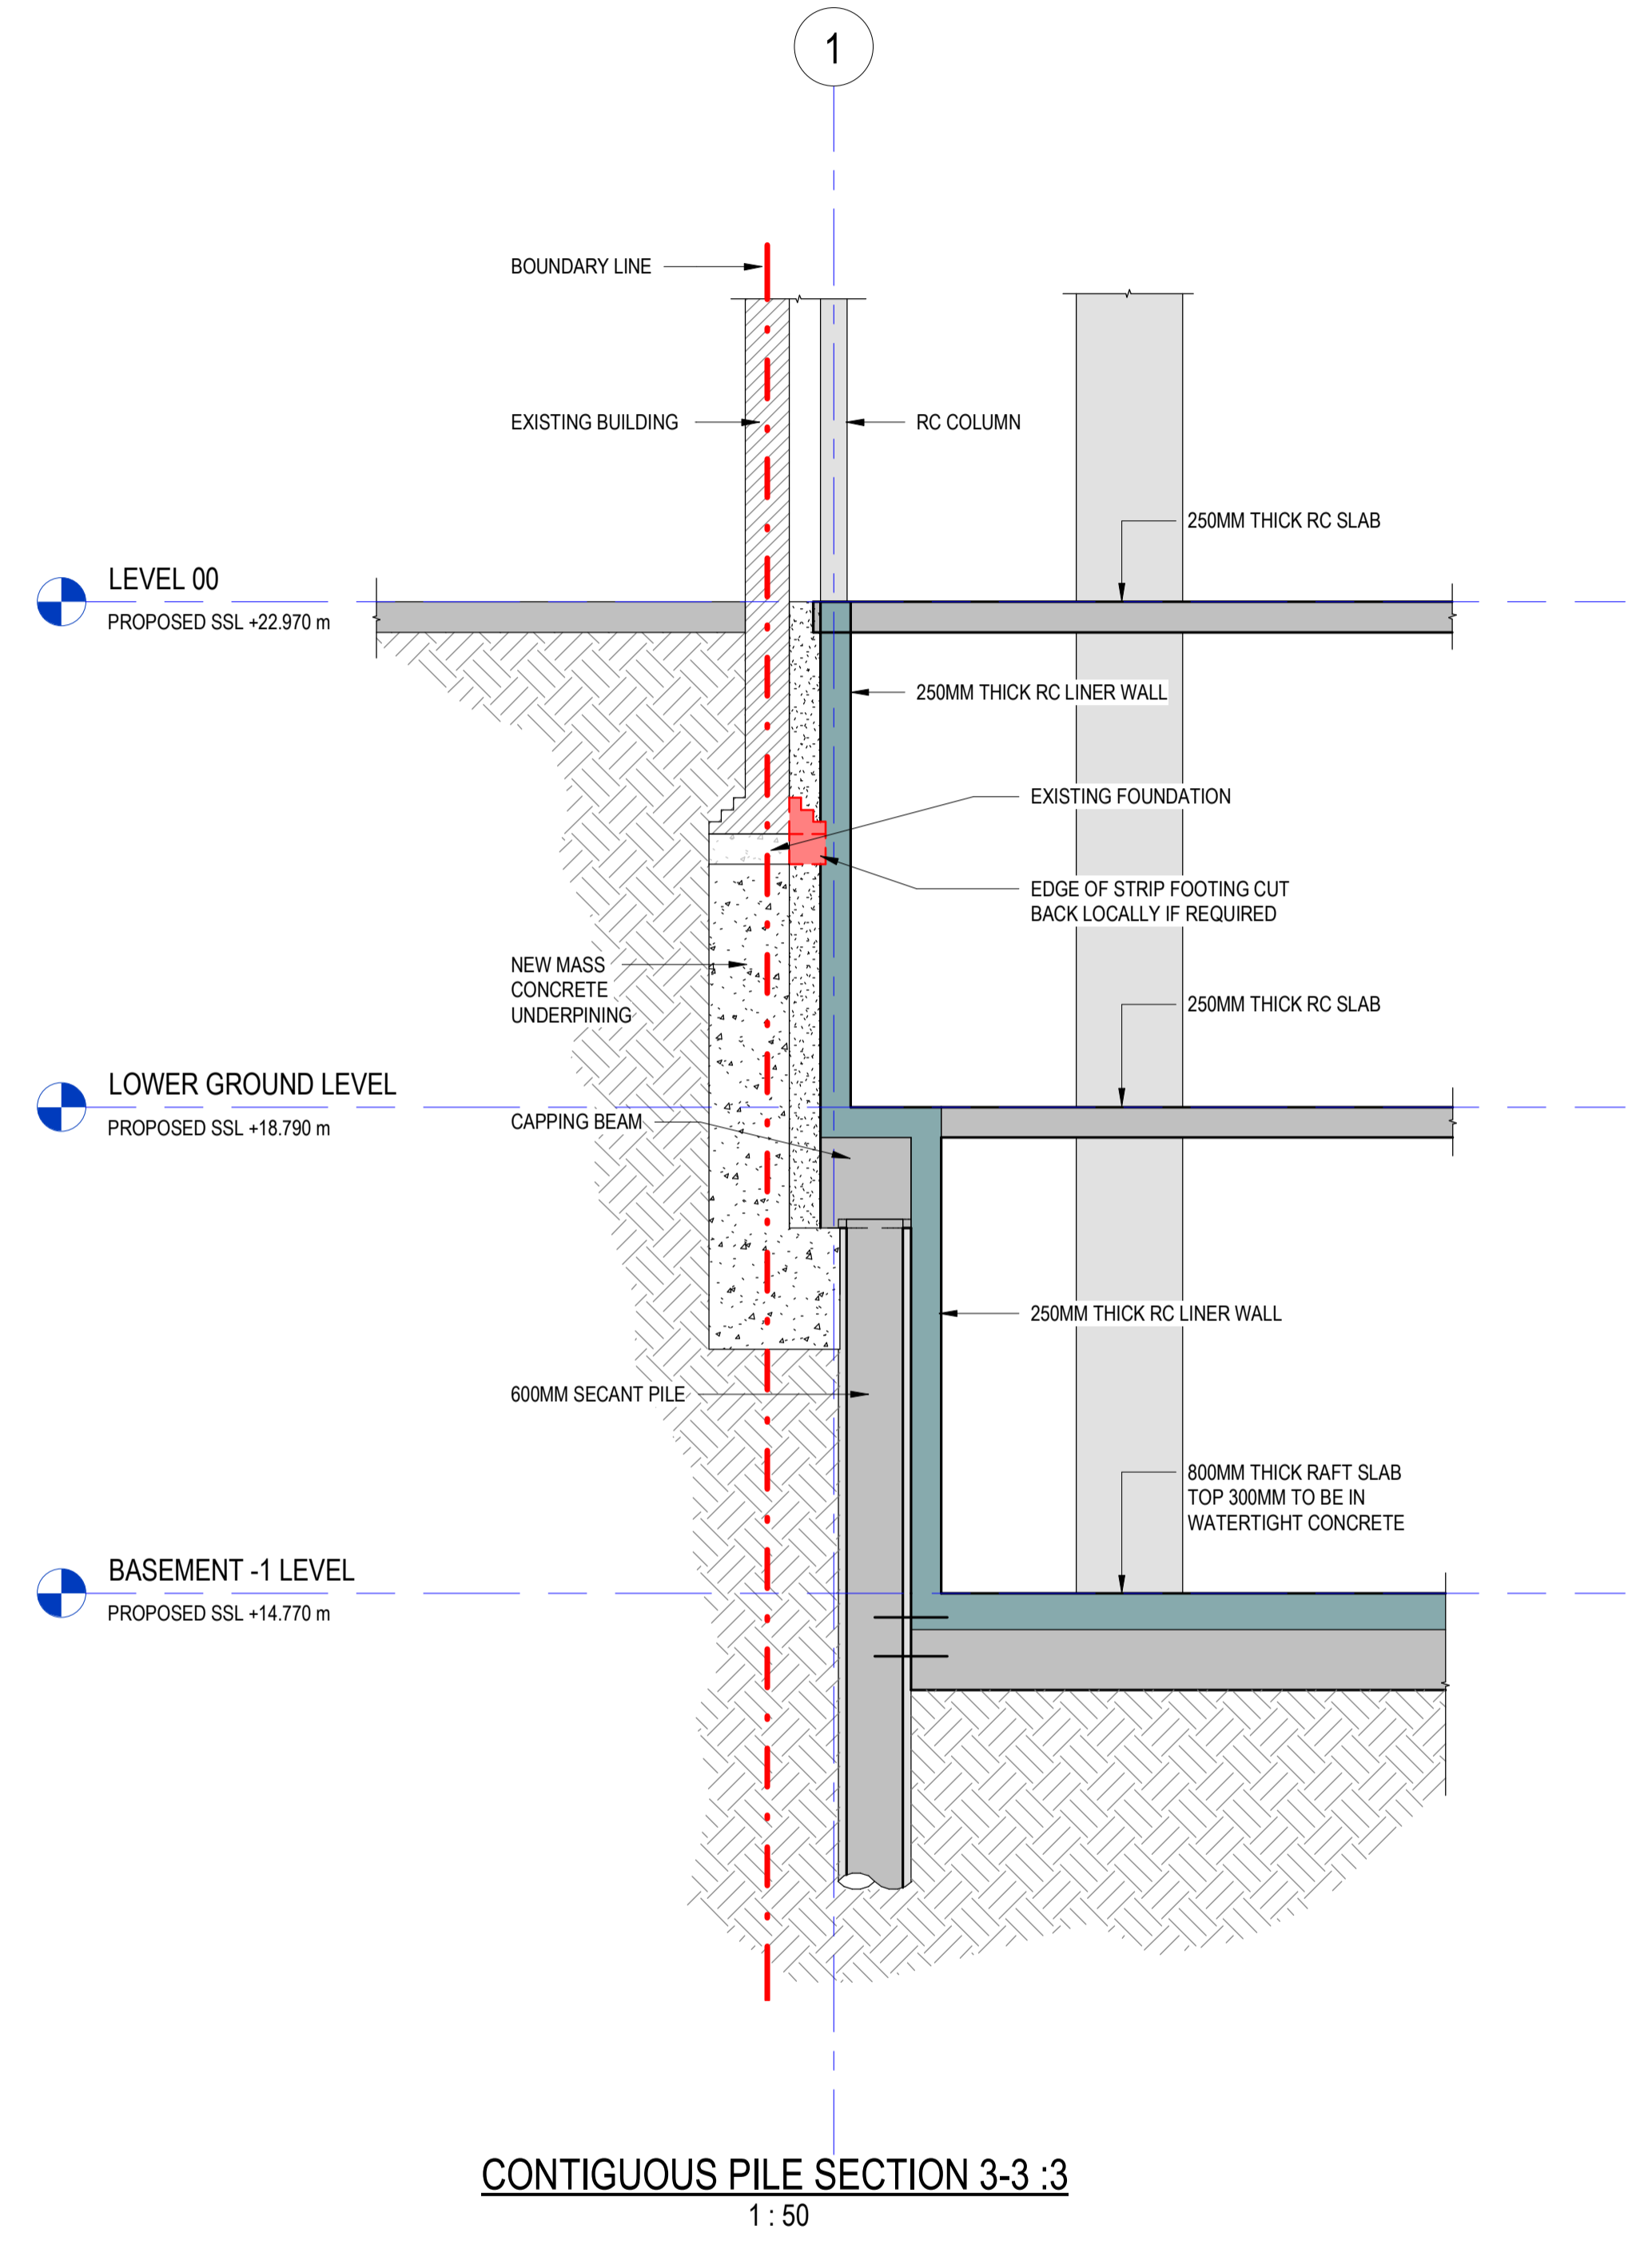 1
BOUNDARY LINE
EXISTING BUILDING
RC COLUMN
250MM THICK RC SLAB
LEVEL 00
PROPOSED SSL +22.970 m
250MM THICK RC LINER WALL
EXISTING FOUNDATION
EDGE OF STRIP FOOTING CUT
BACK LOCALLY IF REQUIRED
NEW MASS
CONCRETE
UNDERPINING
250MM THICK RC SLAB
LOWER GROUND LEVEL
PROPOSED SSL +18.790 m
CAPPING BEAM
250MM THICK RC LINER WALL
600MM SECANT PILE
800MM THICK RAFT SLAB
TOP 300MM TO BE IN
WATERTIGHT CONCRETE
BASEMENT -1 LEVEL
PROPOSED SSL +14.770 m
CONTIGUOUS PILE SECTION 3-3 :3
1 : 50